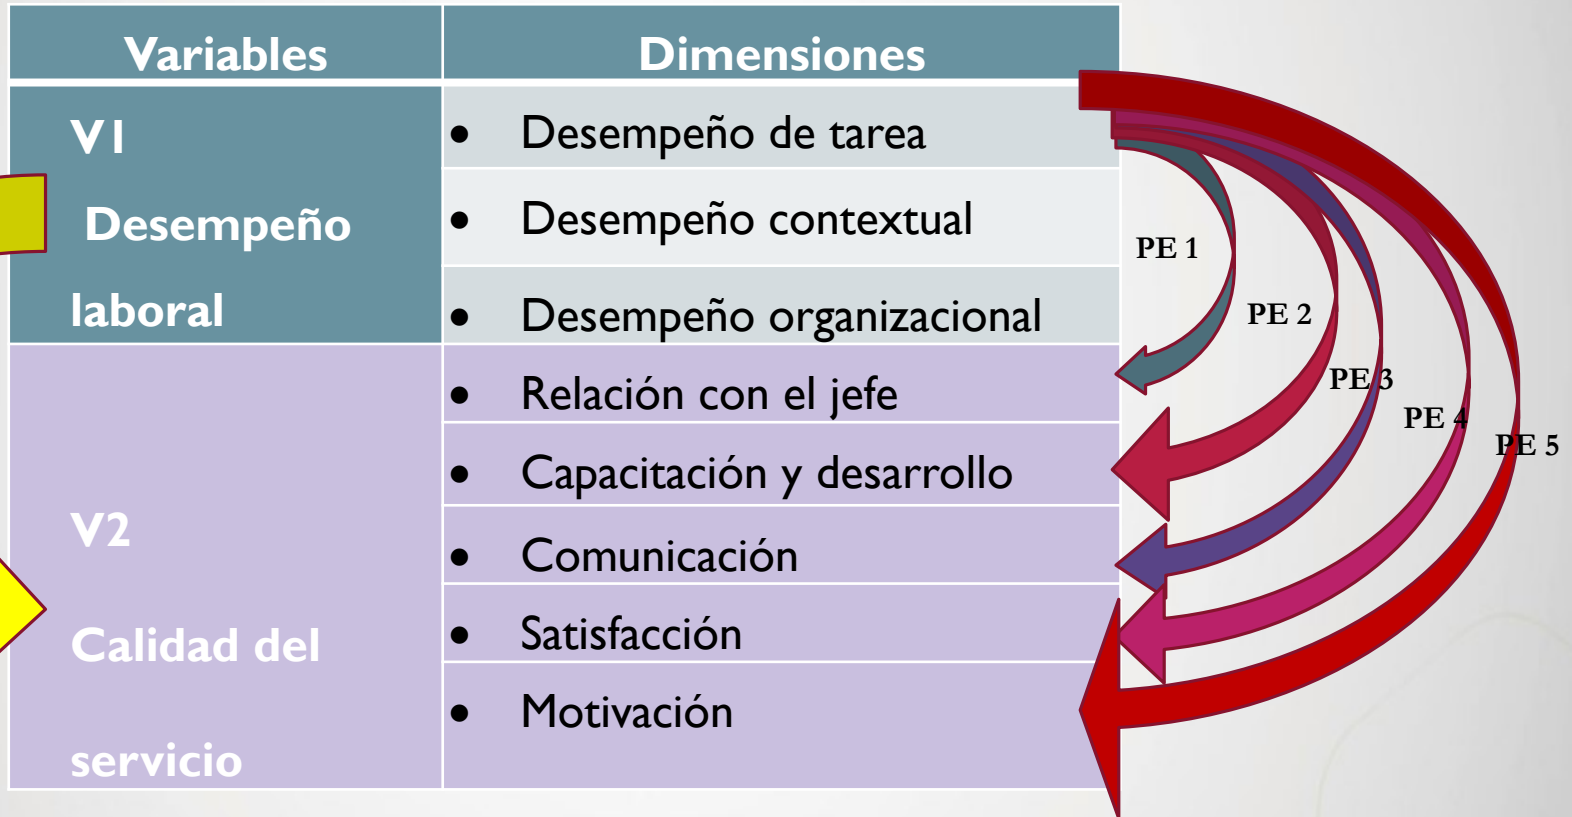 Variables
Dimensiones
V1
Desempeño
laboral
• Desempeño de tarea
• Desempeño contextual
• Desempeño organizacional
V2
Calidad del
servicio
• Relación con el jefe
• Capacitación y desarrollo
• Comunicación
• Satisfacción
• Motivación
PE 1
PE 2
PE 3
PE 4
PE 5